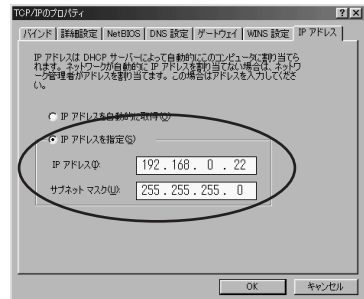 TCP/IPのプロパティ
バインド 詳細設定 NetBIOS DNS 設定 ゲートウェイ WINS 設定 IP アドレス
IP アドレスは DHCP サーバーによって自動的にこのコンピュータに割り当てら
れます。ネットワークが自動的に IP アドレスを割り当てない場合は、ネットワ
ーク管理者がアドレスを割り当てます。この場合はアドレスを入力してくださ
い。
IP アドレスを自動的に取得(O)
IP アドレスを指定(S)
IP アドレス(I): 192.168.0.22
サブネット マスク(U): 255.255.255.0
OK キャンセル